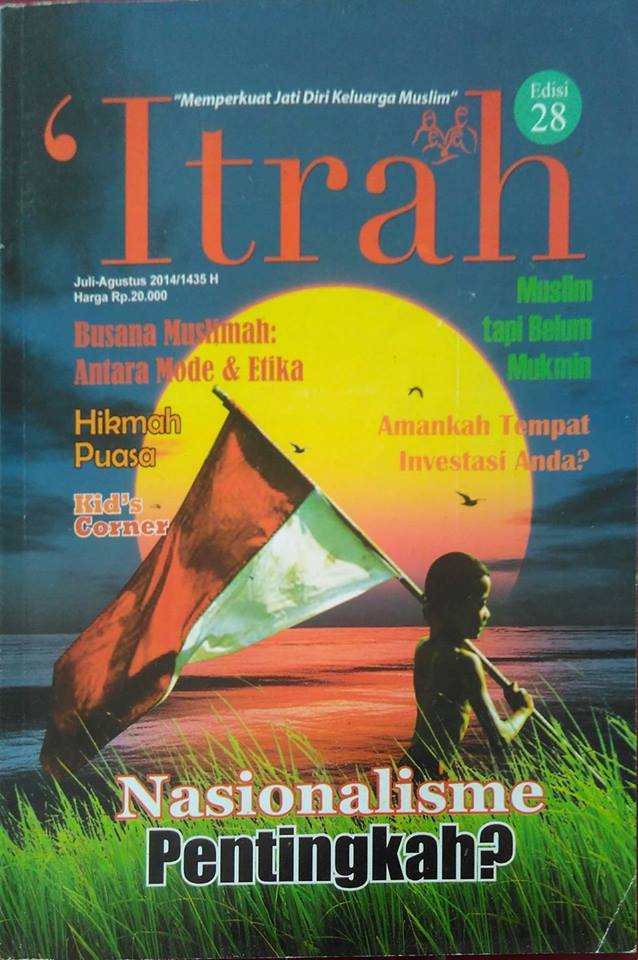 "Memperkuat Jati Diri Keluarga Muslim"
Edisi
28
‘Itrah
Juli-Agustus 2014/1435 H
Harga Rp.20.000
Busana Muslimah:
Antara Mode & Etika
Muslim
tapi Belum
Mukmin
Hikmah
Puasa
Amankah Tempat
Investasi Anda?
Kid's
Corner
Nasionalisme
Pentingkah?